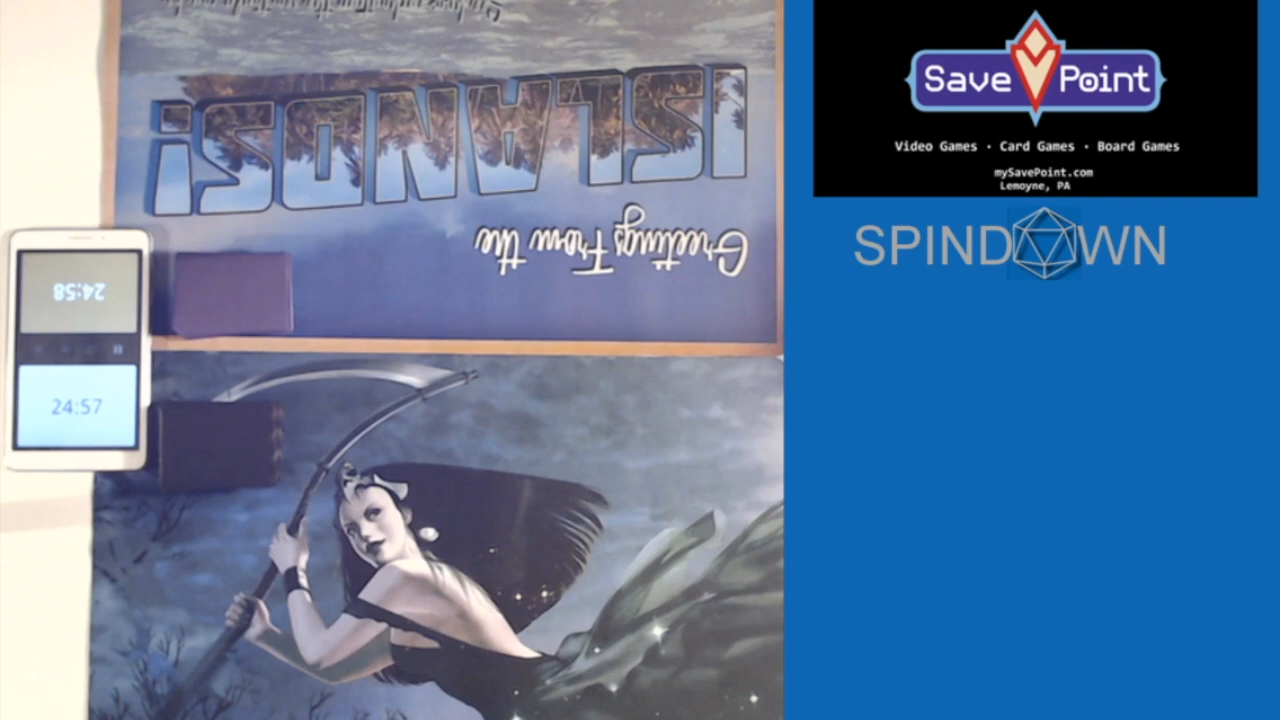 Greetings From the
ISLANDS!
24:58
24:57
Save Point
Video Games · Card Games · Board Games
mySavePoint.com
Lemoyne, PA
SPINDOWN